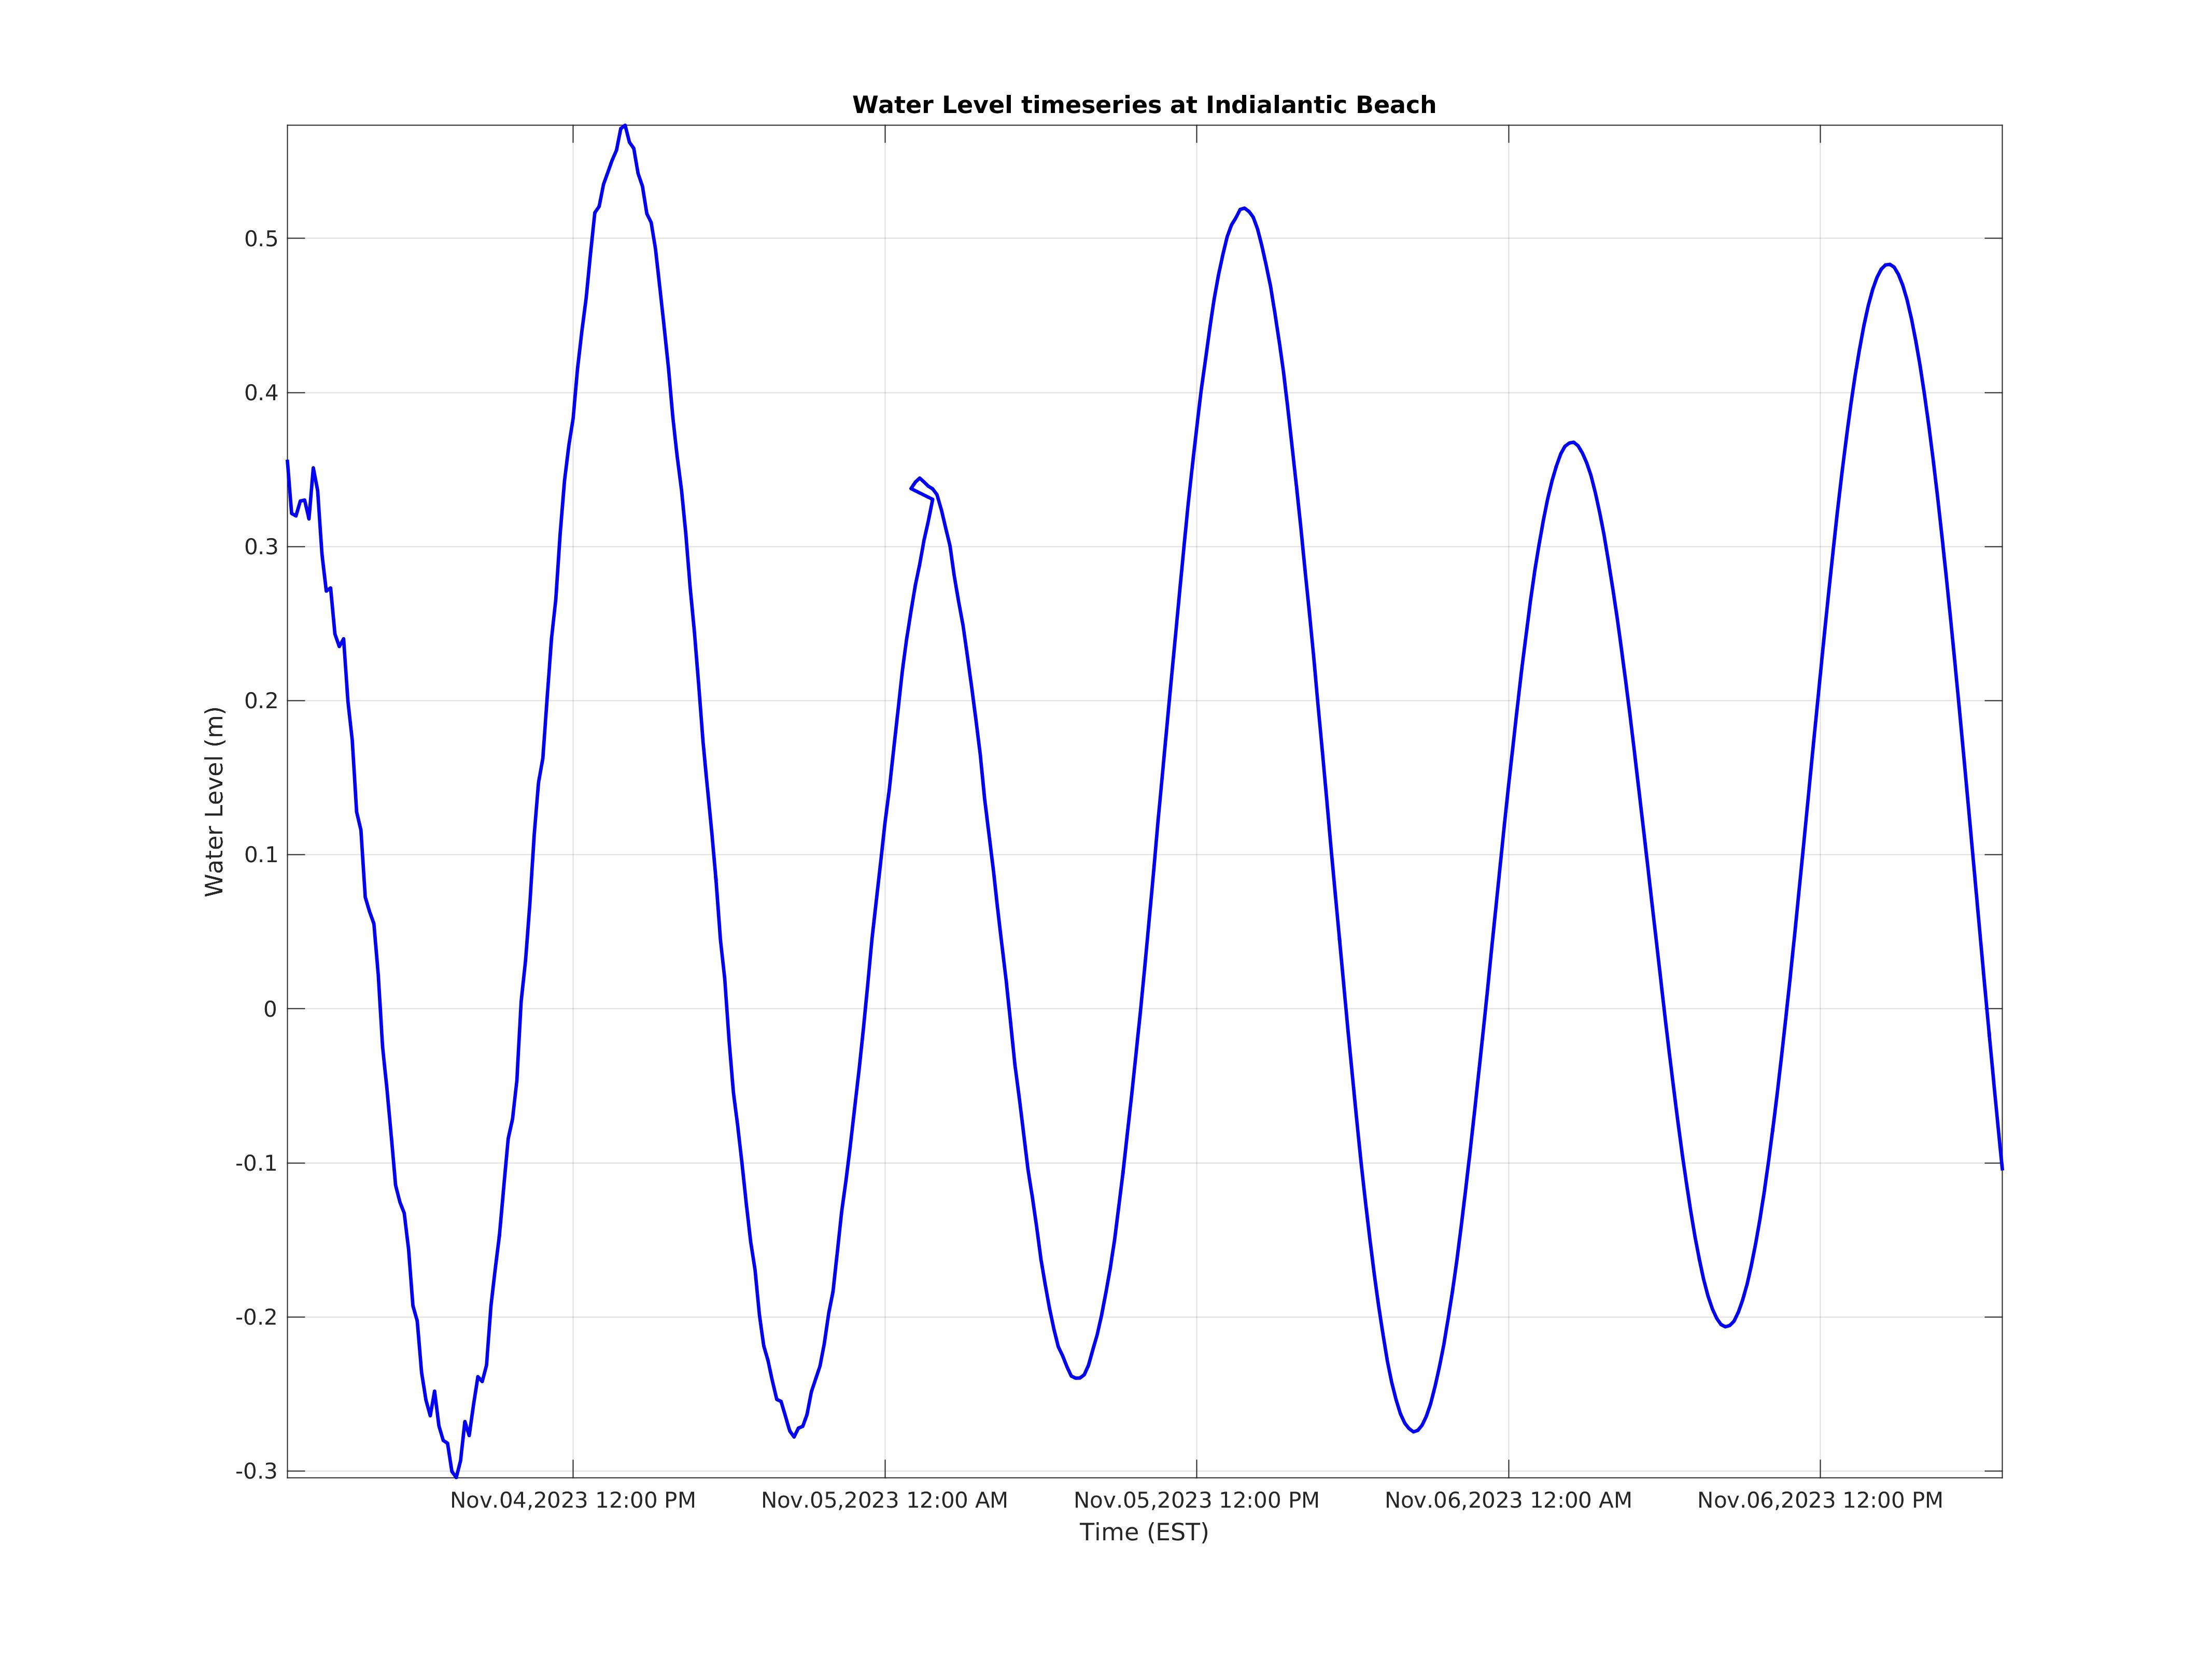 Water Level timeseries at Indialantic Beach
0.5
0.4
0.3
0.2
0.1
0
-0.1
-0.2
-0.3
Water Level (m)
Nov.04,2023 12:00 PM Nov.05,2023 12:00 AM Nov.05,2023 12:00 PM Nov.06,2023 12:00 AM Nov.06,2023 12:00 PM
Time (EST)